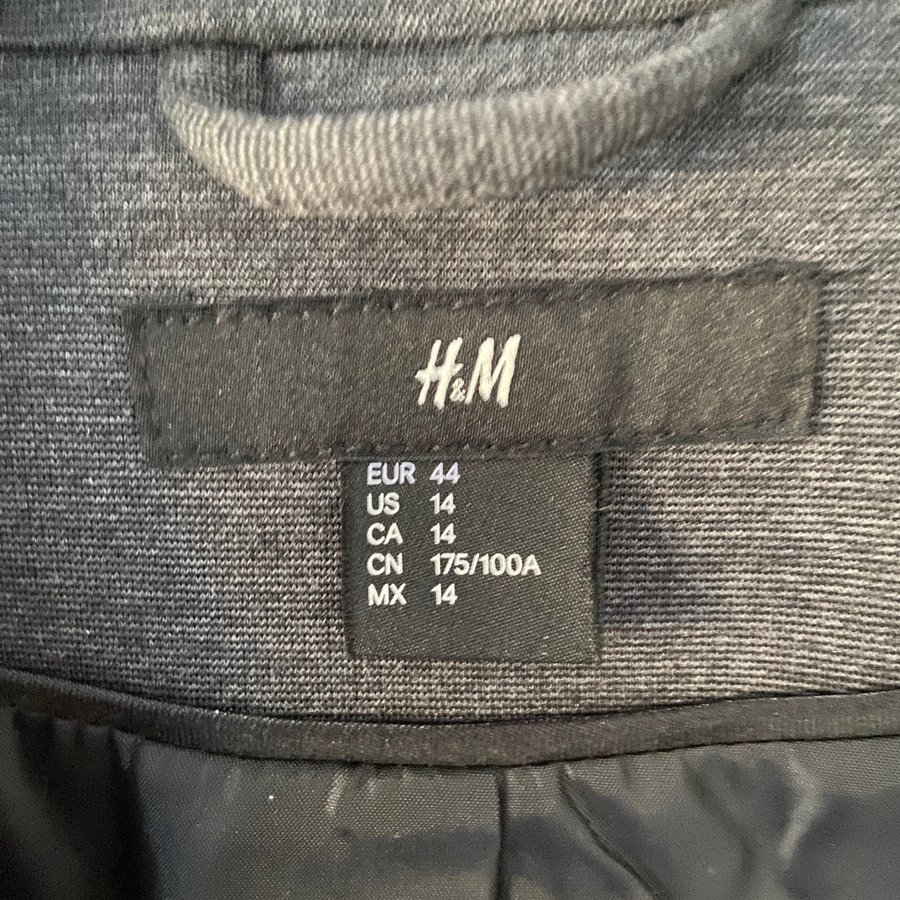 H&M
EUR 44
US 14
CA 14
CN 175/100A
MX 14